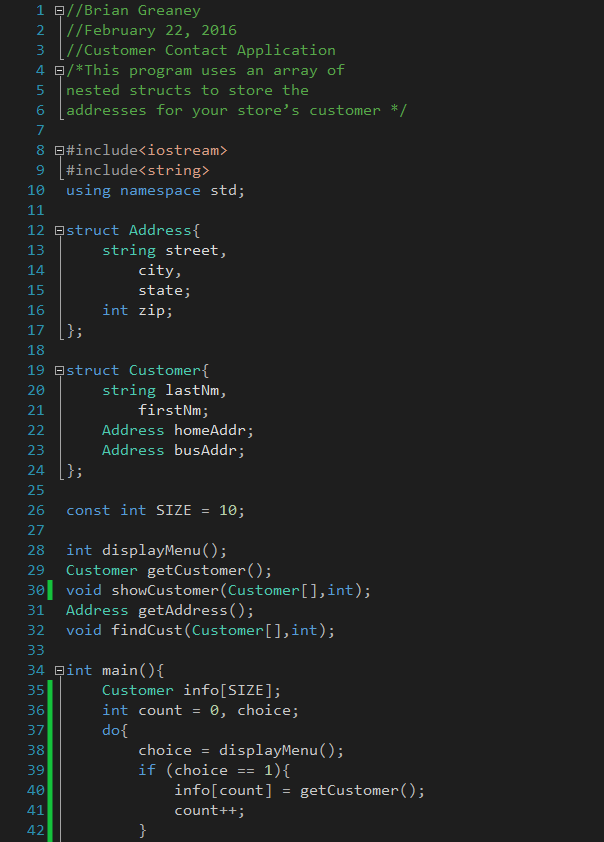 1 //Brian Greaney
2 //February 22, 2016
3 //Customer Contact Application
4 /*This program uses an array of
5 nested structs to store the
6 addresses for your store’s customer */
7
8 #include<iostream>
9 #include<string>
10 using namespace std;
11
12 struct Address{
13     string street,
14         city,
15         state;
16     int zip;
17 };
18
19 struct Customer{
20     string lastNm,
21         firstNm;
22     Address homeAddr;
23     Address busAddr;
24 };
25
26 const int SIZE = 10;
27
28 int displayMenu();
29 Customer getCustomer();
30 void showCustomer(Customer[],int);
31 Address getAddress();
32 void findCust(Customer[],int);
33
34 int main(){
35     Customer info[SIZE];
36     int count = 0, choice;
37     do{
38         choice = displayMenu();
39         if (choice == 1){
40             info[count] = getCustomer();
41             count++;
42         }